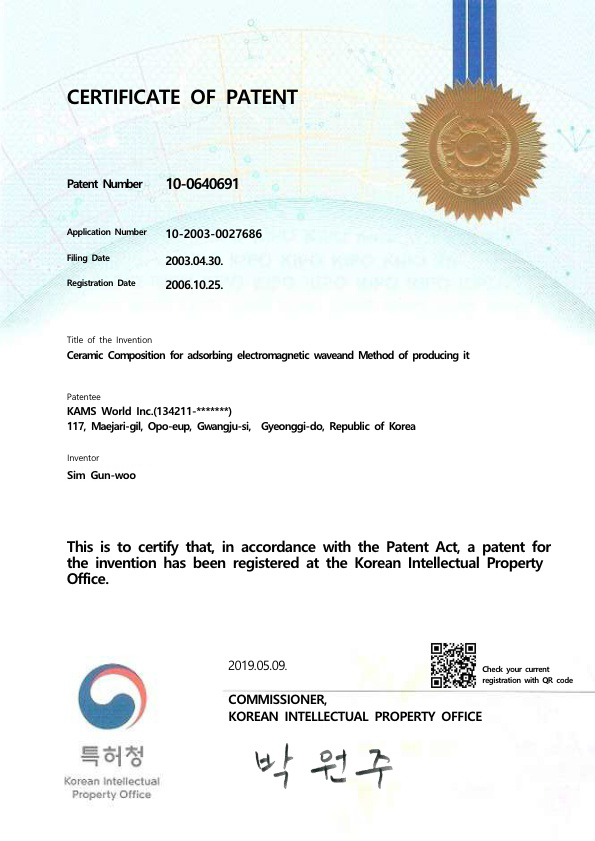 CERTIFICATE OF PATENT
Patent Number 10-0640691
Application Number 10-2003-0027686
Filing Date 2003.04.30.
Registration Date 2006.10.25.
Title of the Invention
Ceramic Composition for adsorbing electromagnetic waveand Method of producing it
Patentee
KAMS World Inc.(134211-*******)
117, Maejari-gil, Opo-eup, Gwangju-si, Gyeonggi-do, Republic of Korea
Inventor
Sim Gun-woo
This is to certify that, in accordance with the Patent Act, a patent for
the invention has been registered at the Korean Intellectual Property
Office.
2019.05.09.
Check your current
registration with QR code
COMMISSIONER,
KOREAN INTELLECTUAL PROPERTY OFFICE
박원주
특허청
Korean Intellectual
Property Office